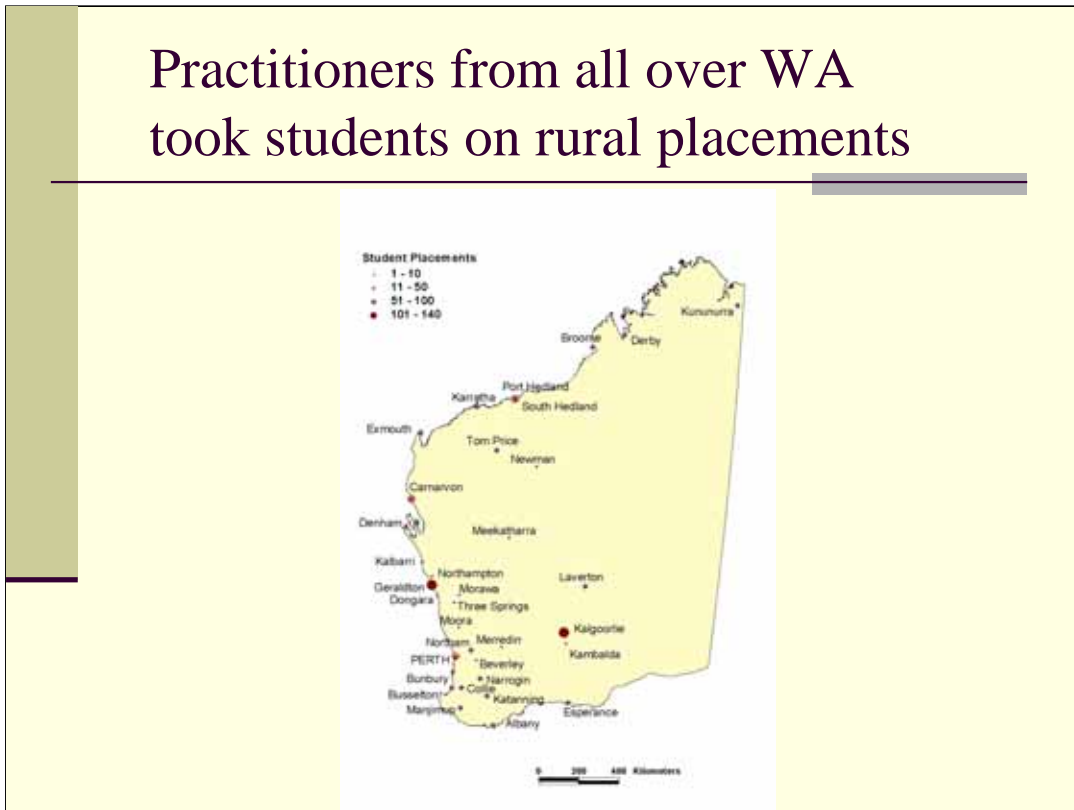 Practitioners from all over WA
took students on rural placements
Student Placements
1 - 10
11 - 50
51 - 100
101 - 140
Kununurra
Broome
Derby
Port Hedland
Karratha
South Hedland
Exmouth
Tom Price
Newman
Carnarvon
Denham
Meekatharra
Kalbarri
Northampton
Laverton
Geraldton
Morawa
Dongara
Three Springs
Moora
Kalgoorlie
Northam
Merredin
Kambalda
PERTH
Beverley
Bunbury
Narrogin
Collie
Busselton
Katanning
Manjimup
Esperance
Albany
0 200 400 Kilometers